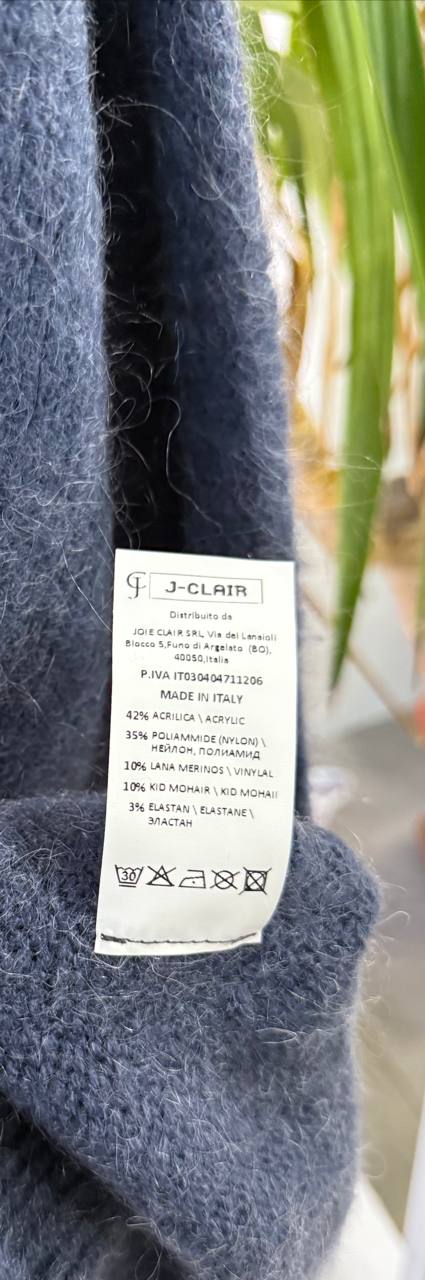 J-CLAIR
Distribuito da
JOIE CLAIR SRL, Via dei Lanaioli
Blocco 5,Funo di Argelato (BO),
40050,Italia
P.IVA IT030404711206
MADE IN ITALY
42% ACRILICA \ ACRYLIC
35% POLIAMMIDE (NYLON) \
НЕЙЛОН, ПОЛИАМИД
10% LANA MERINOS \ VINYLAL
10% KID MOHAIR \ KID MOHAIR
3% ELASTAN \ ELASTANE \
ЭЛАСТАН
30